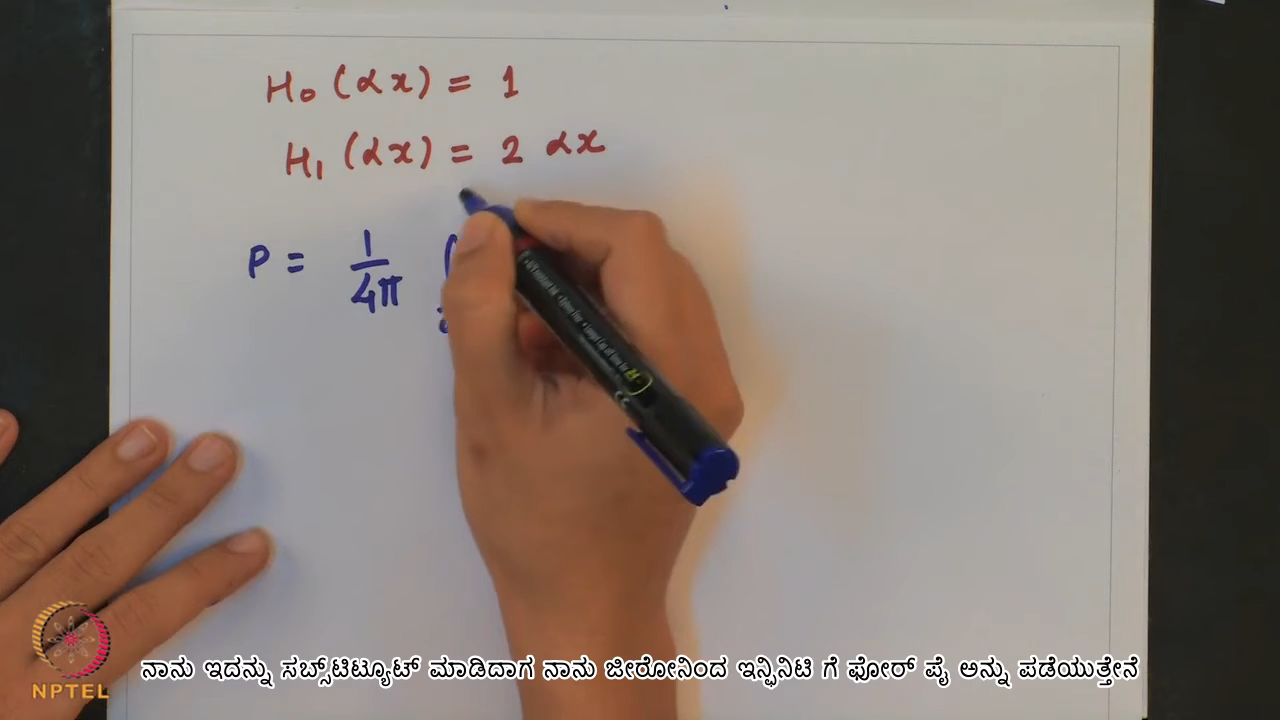 H₀ (αx) = 1
H₁ (αx) = 2 αx
P = 1/4π
NPTEL
ನಾನು ಇದನ್ನು ಸಬ್ಸ್ಟಿಟ್ಯೂಟ್ ಮಾಡಿದಾಗ ನಾನು ಜೀರೋನಿಂದ ಇನ್ಫಿನಿಟಿ ಗೆ ಫೋರ್ ಪೈ ಅನ್ನು ಪಡೆಯುತ್ತೇನೆ